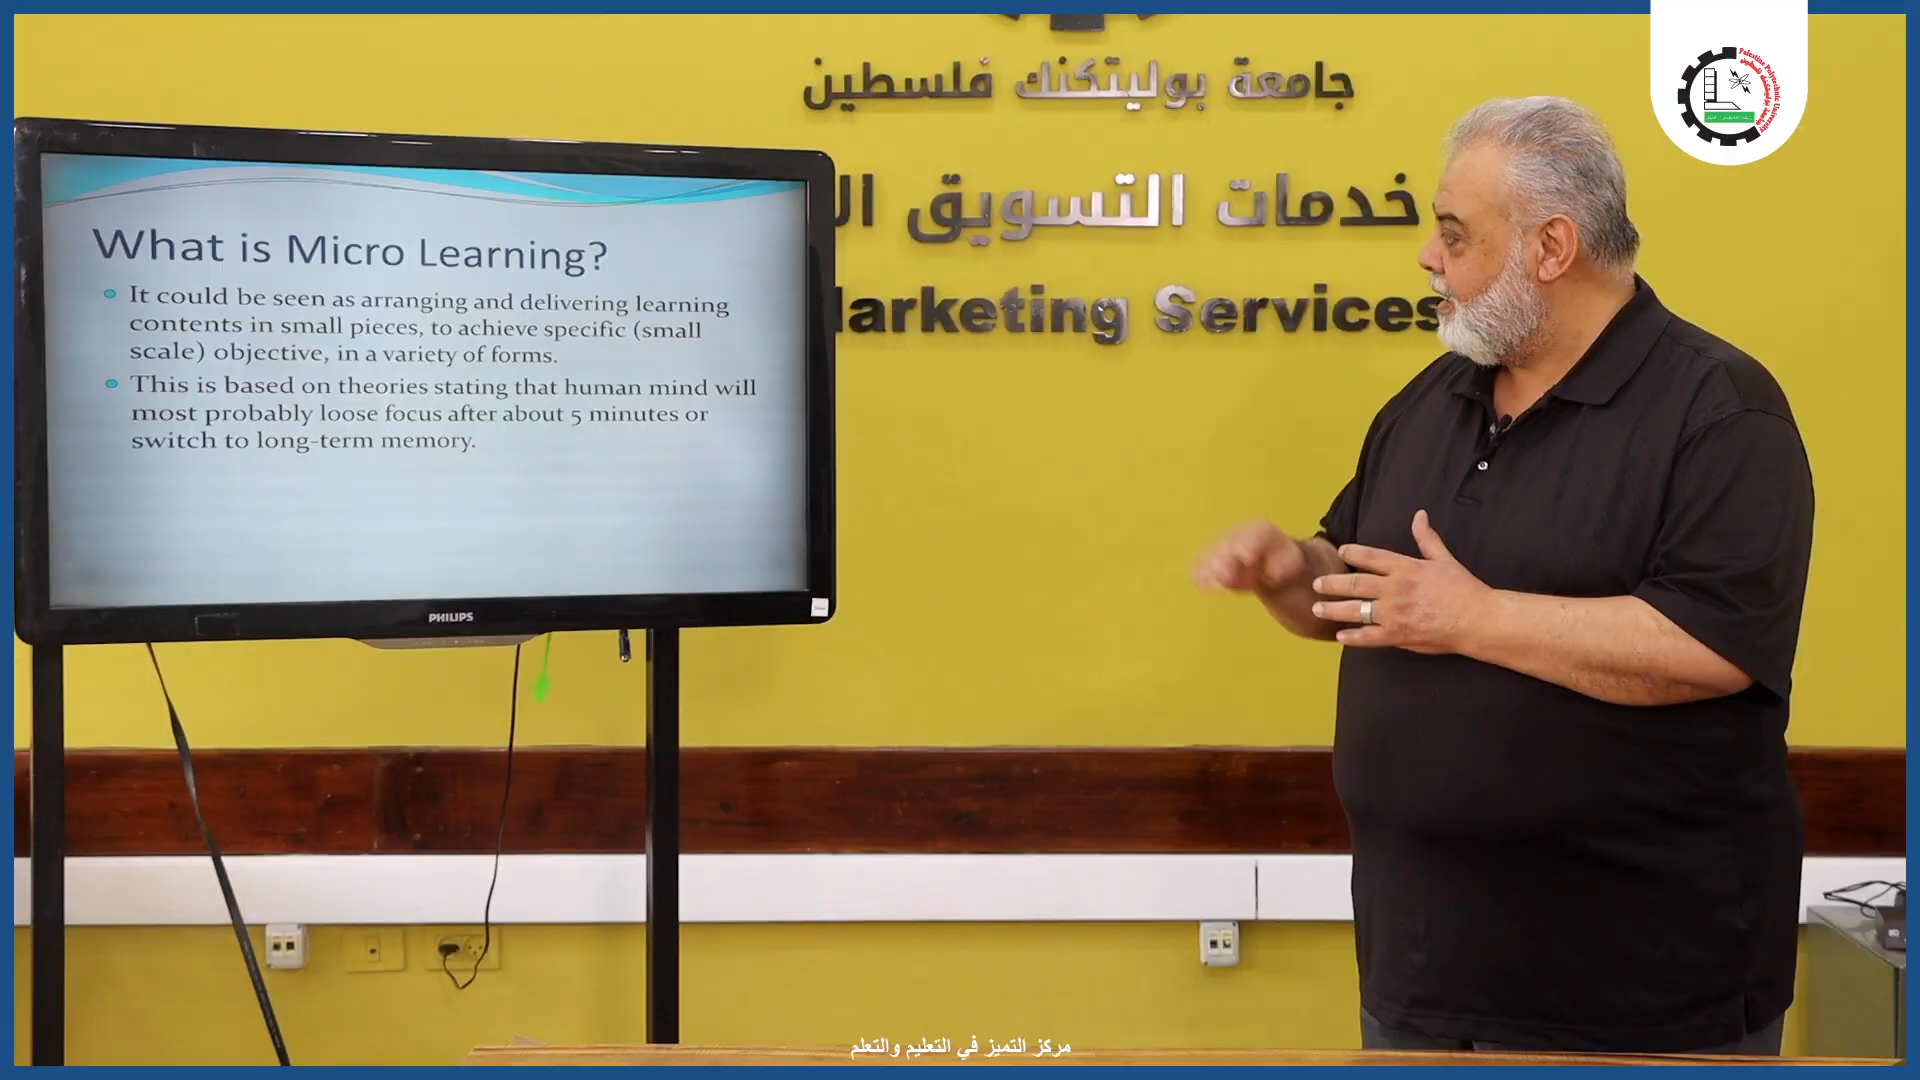 جامعة بوليتكنك فلسطين
خدمات التسويق
Marketing Services
Palestine Polytechnic University
What is Micro Learning?
It could be seen as arranging and delivering learning
contents in small pieces, to achieve specific (small
scale) objective, in a variety of forms.
This is based on theories stating that human mind will
most probably loose focus after about 5 minutes or
switch to long-term memory.
PHILIPS
مركز التميز في التعليم والتعلم